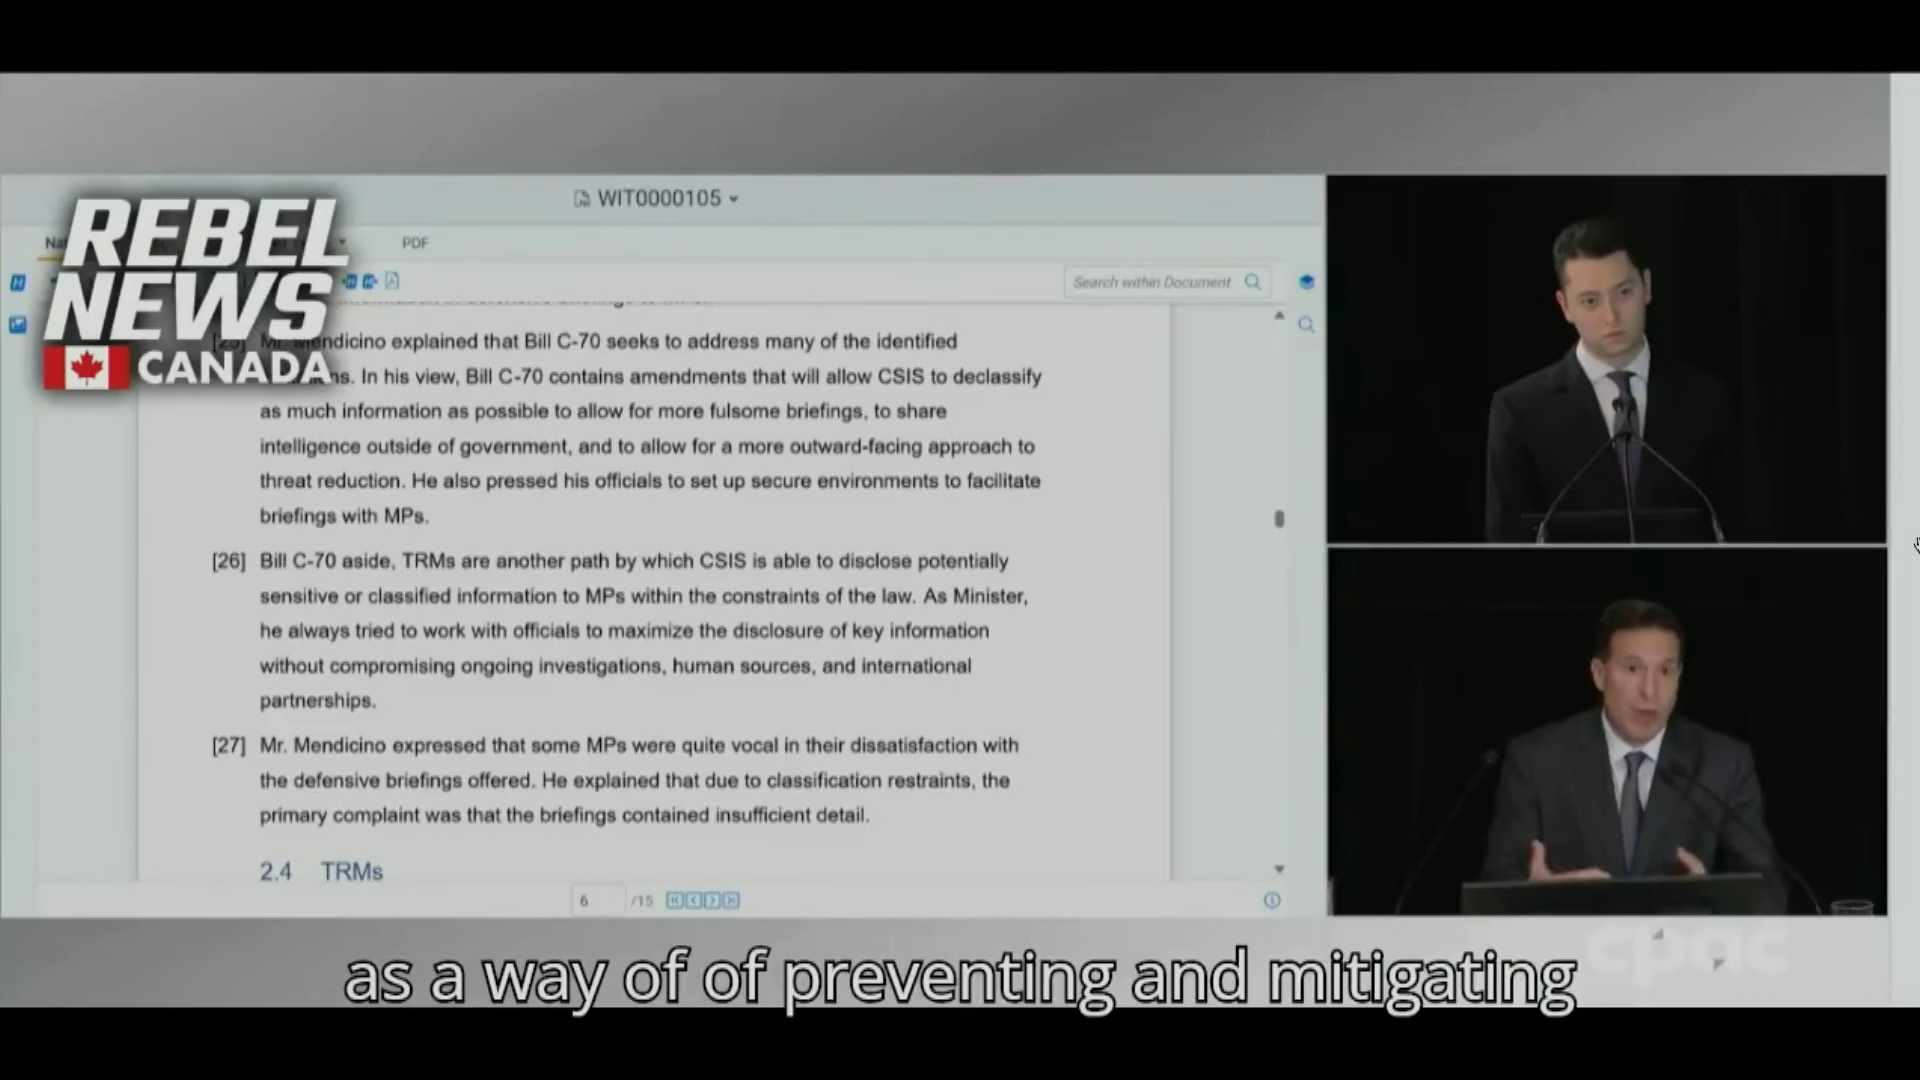 REBEL
NEWS
CANADA
WIT0000105
PDF
Search within Document
Mr. Mendicino explained that Bill C-70 seeks to address many of the identified
In his view, Bill C-70 contains amendments that will allow CSIS to declassify
as much information as possible to allow for more fulsome briefings, to share
intelligence outside of government, and to allow for a more outward-facing approach to
threat reduction. He also pressed his officials to set up secure environments to facilitate
briefings with MPs.
[26] Bill C-70 aside, TRMs are another path by which CSIS is able to disclose potentially
sensitive or classified information to MPs within the constraints of the law. As Minister,
he always tried to work with officials to maximize the disclosure of key information
without compromising ongoing investigations, human sources, and international
partnerships.
[27] Mr. Mendicino expressed that some MPs were quite vocal in their dissatisfaction with
the defensive briefings offered. He explained that due to classification restraints, the
primary complaint was that the briefings contained insufficient detail.
2.4 TRMs
6 /15
cpac
as a way of of preventing and mitigating